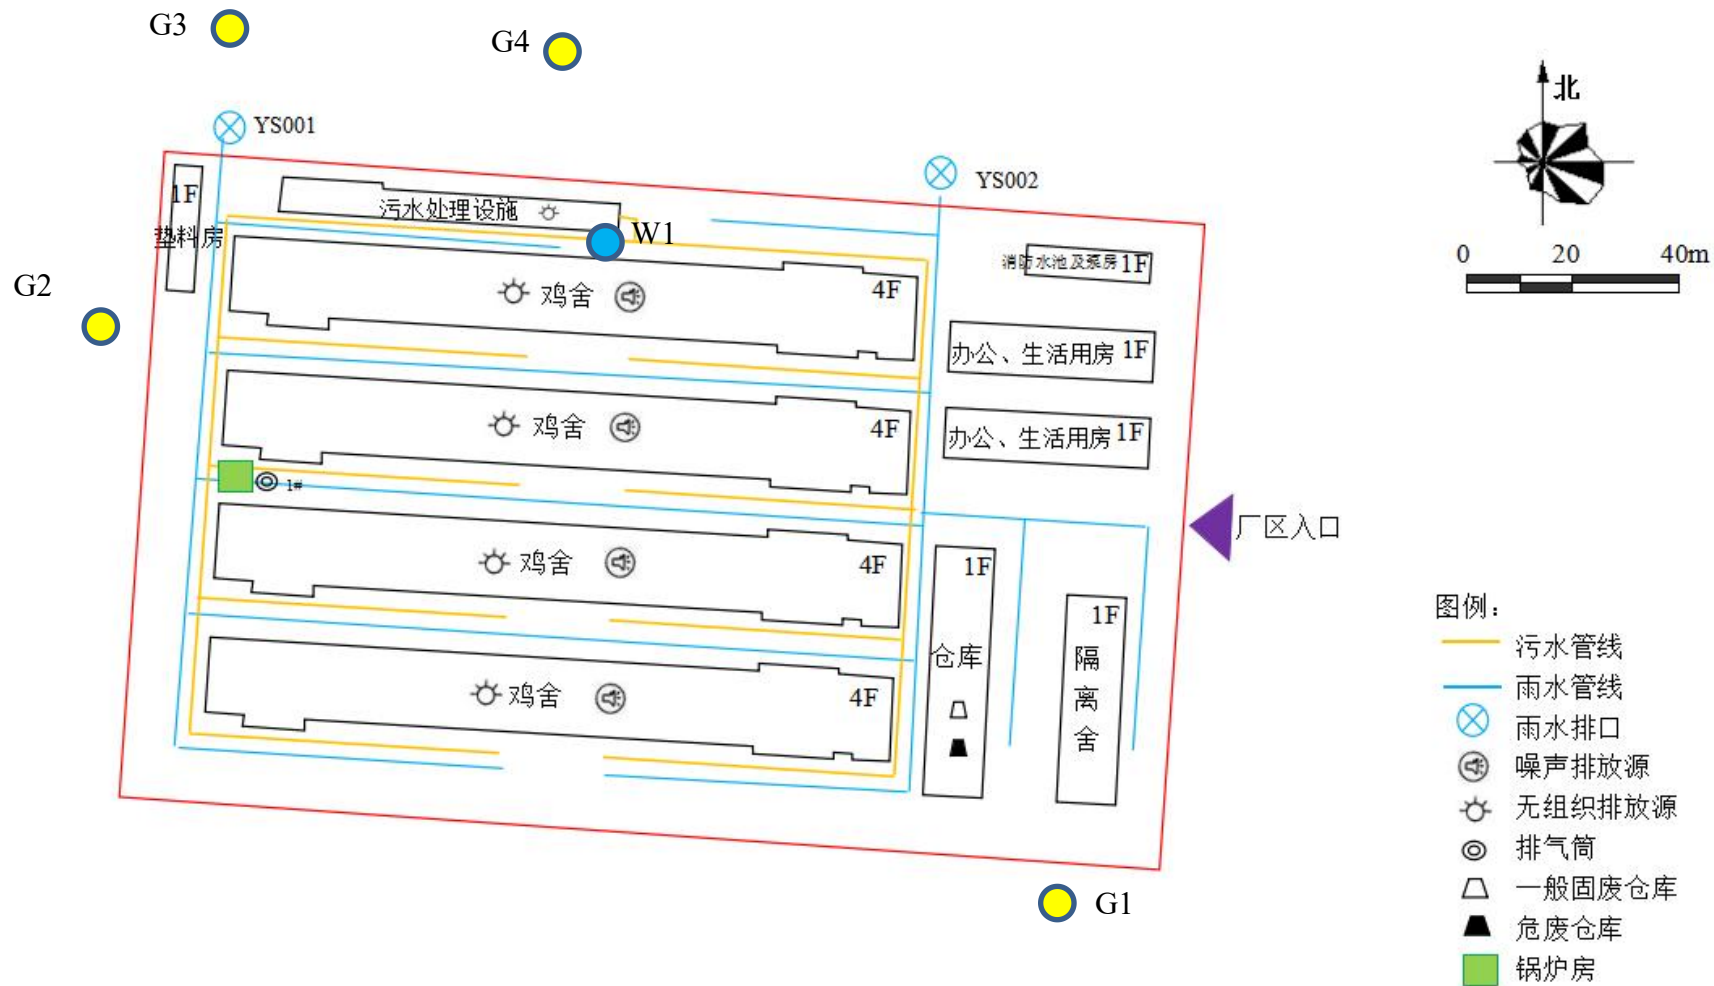 G3
G4
北
YS001
YS002
0 20 40m
1F
垫料房
污水处理设施
W1
消防水池及泵房 1F
G2
鸡舍
4F
办公、生活用房 1F
鸡舍
4F
办公、生活用房 1F
1#
厂区入口
鸡舍
4F
1F
仓库
1F
隔
离
舍
鸡舍
4F
G1
图例：
污水管线
雨水管线
雨水排口
噪声排放源
无组织排放源
排气筒
一般固废仓库
危废仓库
锅炉房